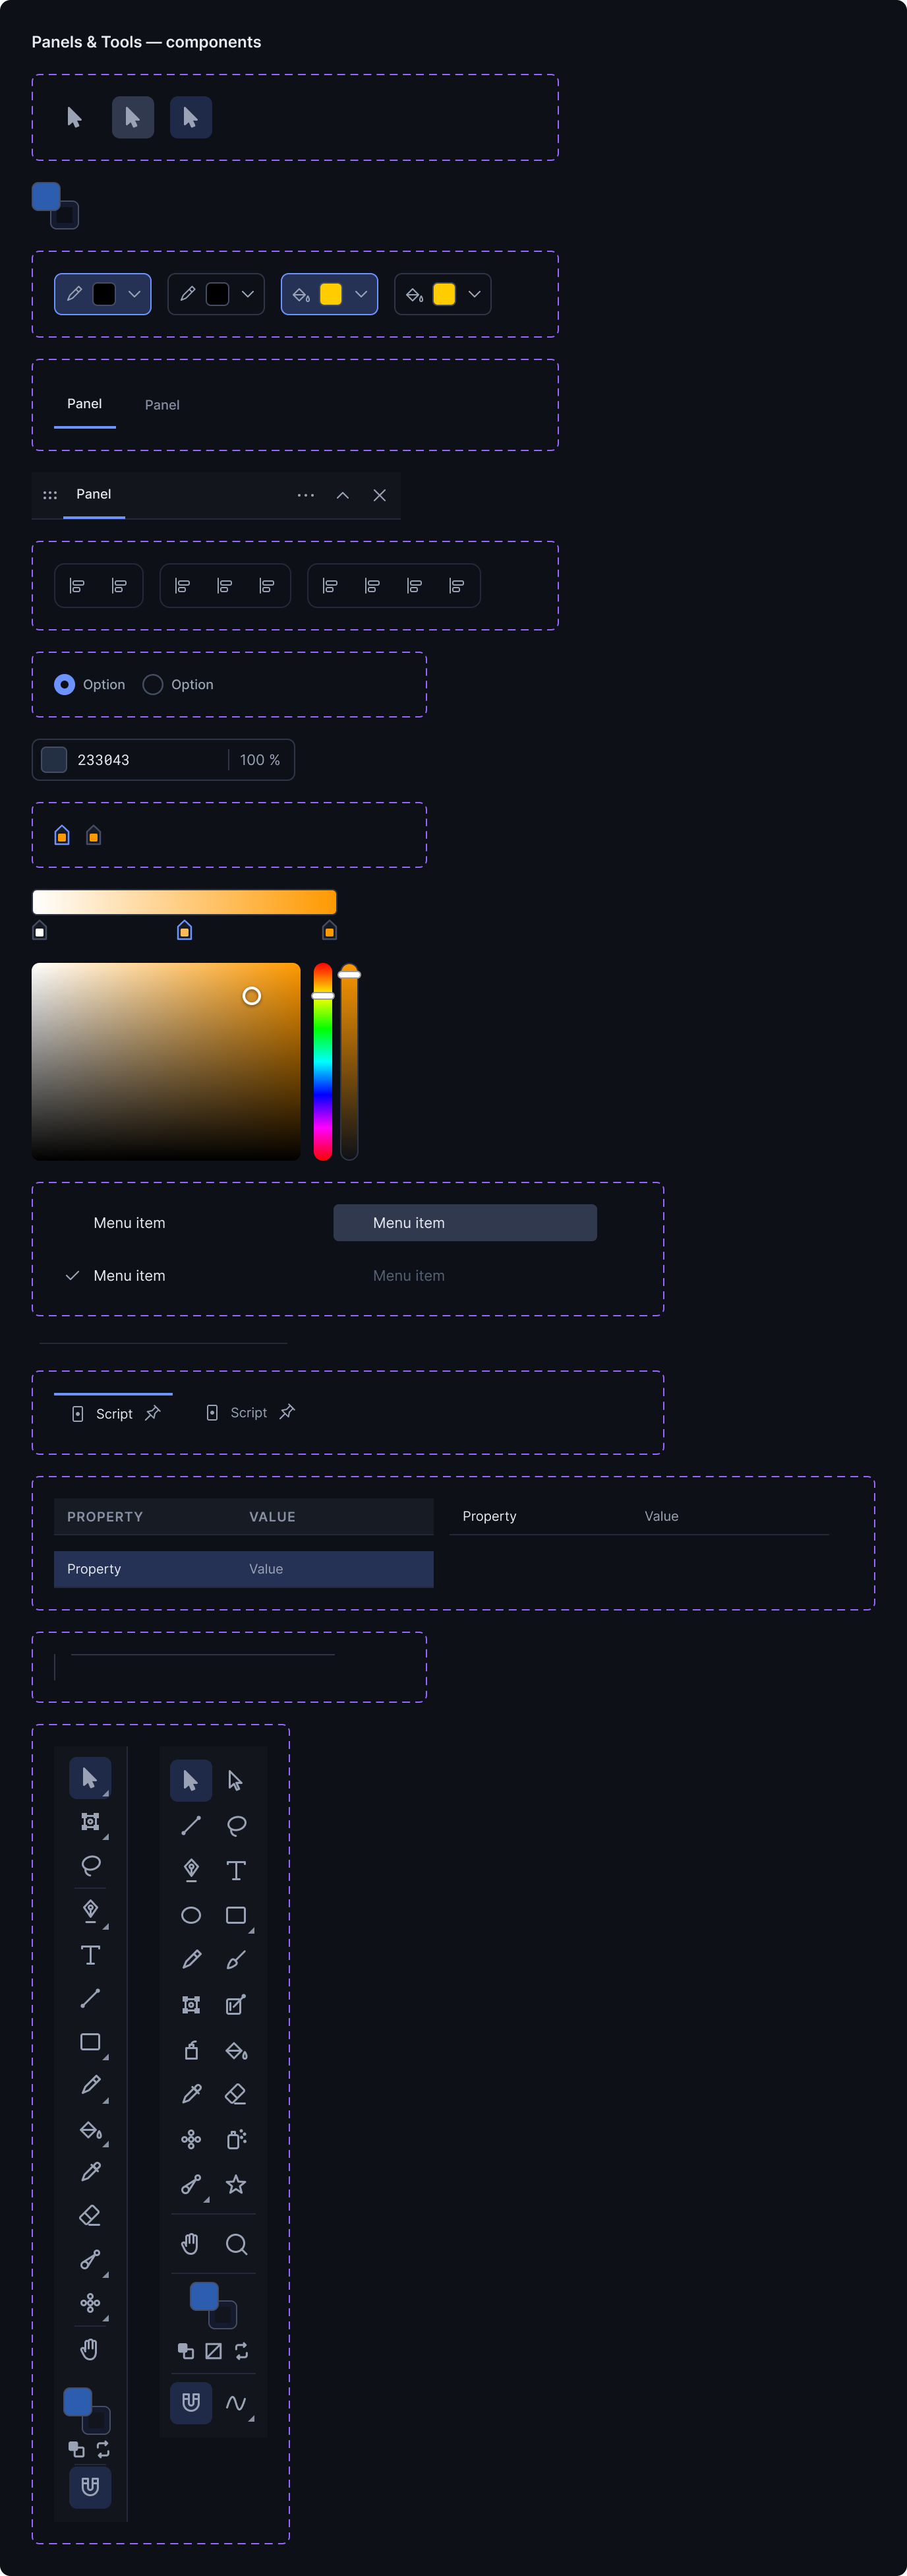 Panels & Tools — components
Panel Panel
Panel
Option Option
233043 100 %
Menu item Menu item
Menu item Menu item
Script Script
PROPERTY VALUE Property Value
Property Value